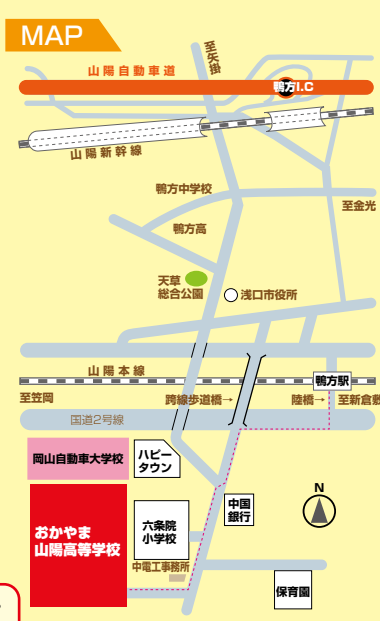 MAP
至矢掛
山陽自動車道
鴨方I.C
山陽新幹線
鴨方中学校
至金光
鴨方高
天草
総合公園
浅口市役所
山陽本線
鴨方駅
至笠岡
跨線歩道橋→
陸橋→
至新倉敷
国道2号線
岡山自動車大学校
ハピー
タウン
おかやま
山陽高等学校
六条院
小学校
中国
銀行
N
中電工事務所
保育園